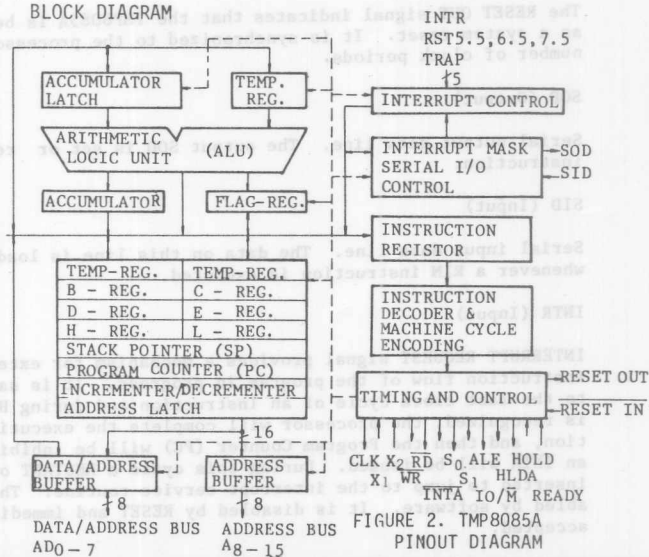 BLOCK DIAGRAM
INTR
RST5.5, 6.5, 7.5
TRAP
5
ACCUMULATOR
LATCH
TEMP.
REG.
INTERRUPT CONTROL
ARITHMETIC
LOGIC UNIT (ALU)
INTERRUPT MASK
SERIAL I/O
CONTROL
SOD
SID
ACCUMULATOR
FLAG-REG.
INSTRUCTION
REGISTOR
TEMP-REG. TEMP-REG.
B - REG. C - REG.
D - REG. E - REG.
H - REG. L - REG.
STACK POINTER (SP)
PROGRAM COUNTER (PC)
INCREMENTER/DECREMENTER
ADDRESS LATCH
INSTRUCTION
DECODER &
MACHINE CYCLE
ENCODING
16
TIMING AND CONTROL
RESET OUT
RESET IN
DATA/ADDRESS
BUFFER
ADDRESS
BUFFER
8
8
CLK X2 RD S0 ALE HOLD
X1 WR S1 HLDA
INTA IO/M READY
DATA/ADDRESS BUS
AD0-7
ADDRESS BUS
A8-15
FIGURE 2. TMP8085A
PINOUT DIAGRAM